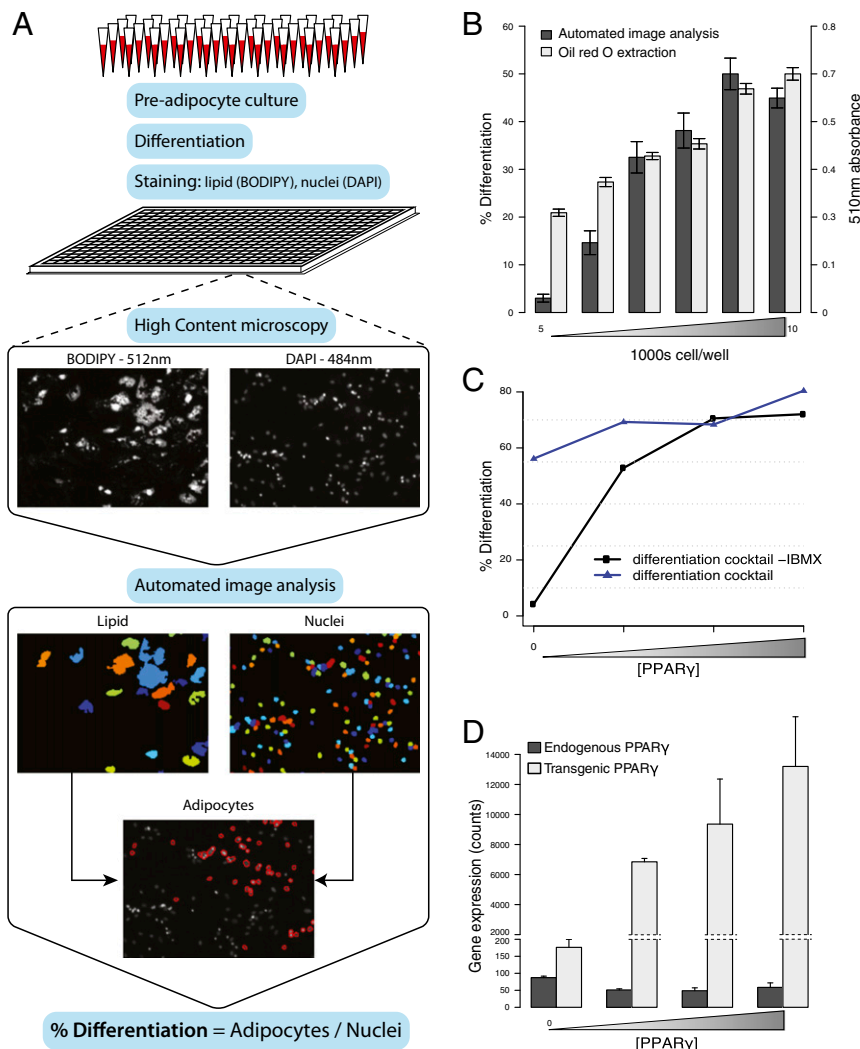 A
Pre-adipocyte culture
Differentiation
Staining: lipid (BODIPY), nuclei (DAPI)
High Content microscopy
BODIPY - 512nm
DAPI - 484nm
Automated image analysis
Lipid
Nuclei
Adipocytes
% Differentiation = Adipocytes / Nuclei
B
Automated image analysis
Oil red O extraction
% Differentiation
60
50
40
30
20
10
0
510nm absorbance
0.8
0.7
0.5
0.4
0.3
0.1
0
5
10
1000s cell/well
C
% Differentiation
80
60
40
20
0
differentiation cocktail –IBMX
differentiation cocktail
0
[PPARγ]
D
Endogenous PPARγ
Transgenic PPARγ
Gene expression (counts)
14000
12000
10000
8000
6000
4000
2000
200
150
100
50
0
0
[PPARγ]